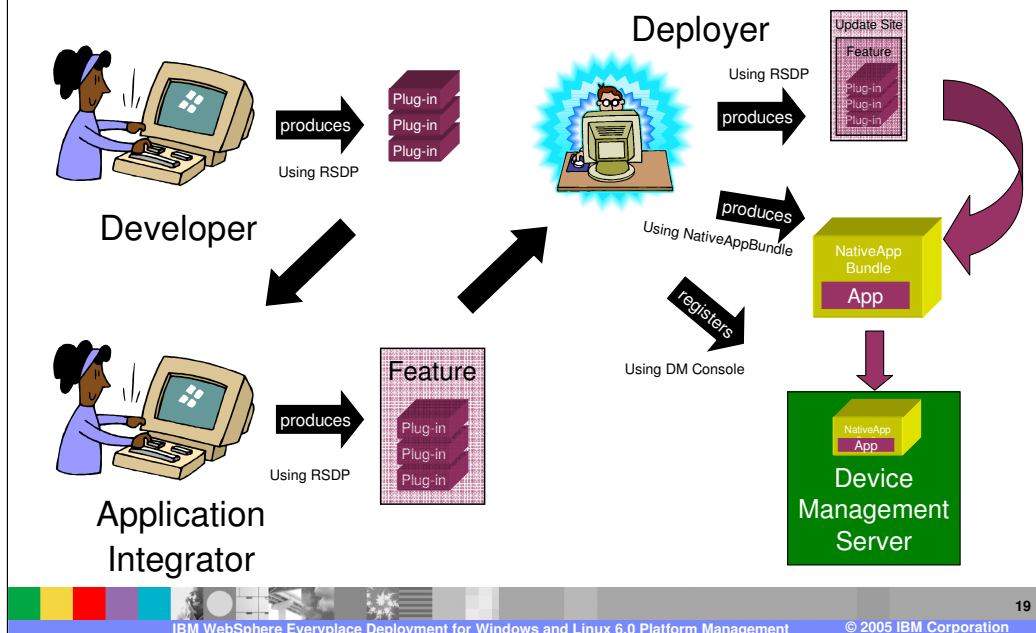 Developer
produces
Using RSDP
Plug-in
Plug-in
Plug-in
Application
Integrator
produces
Using RSDP
Feature
Plug-in
Plug-in
Plug-in
Deployer
Using RSDP
produces
Update Site
Feature
Plug-in
Plug-in
Plug-in
produces
Using NativeAppBundle
NativeApp
Bundle
App
registers
Using DM Console
NativeApp
App
Device
Management
Server
19
IBM WebSphere Everyplace Deployment for Windows and Linux 6.0 Platform Management
© 2005 IBM Corporation